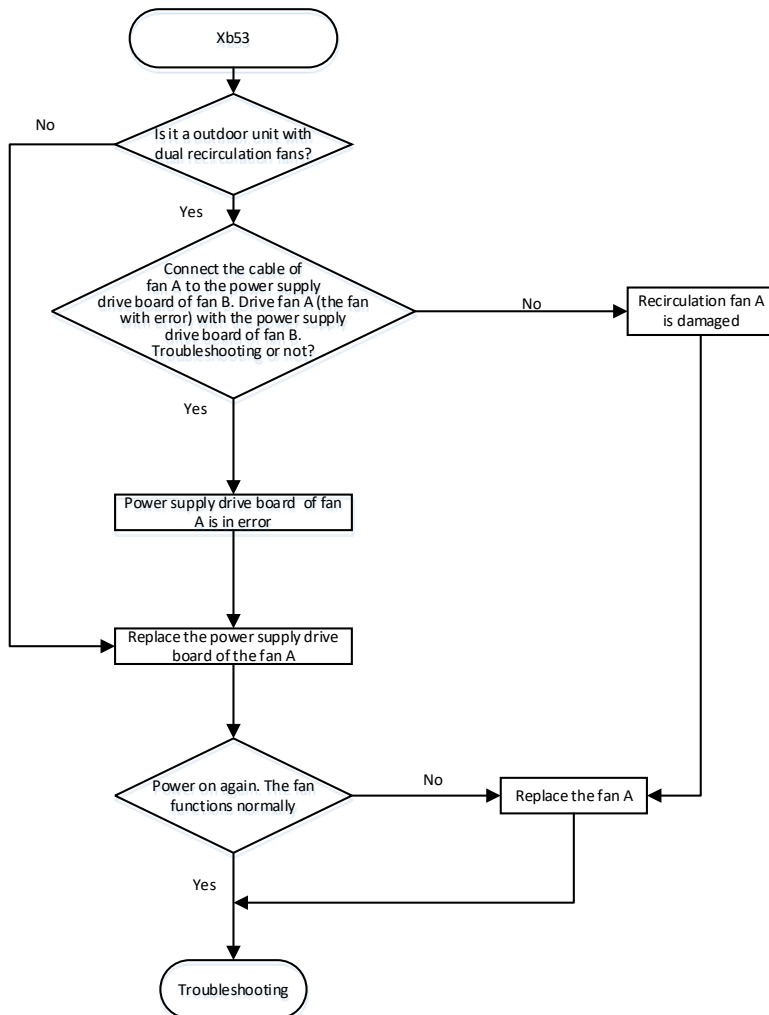 Xb53
No
Is it a outdoor unit with
dual recirculation fans?
Yes
Connect the cable of
fan A to the power supply
drive board of fan B. Drive fan A (the fan
with error) with the power supply
drive board of fan B.
Troubleshooting or not?
No
Recirculation fan A
is damaged
Yes
Power supply drive board of fan
A is in error
Replace the power supply drive
board of the fan A
Power on again. The fan
functions normally
No
Replace the fan A
Yes
Troubleshooting